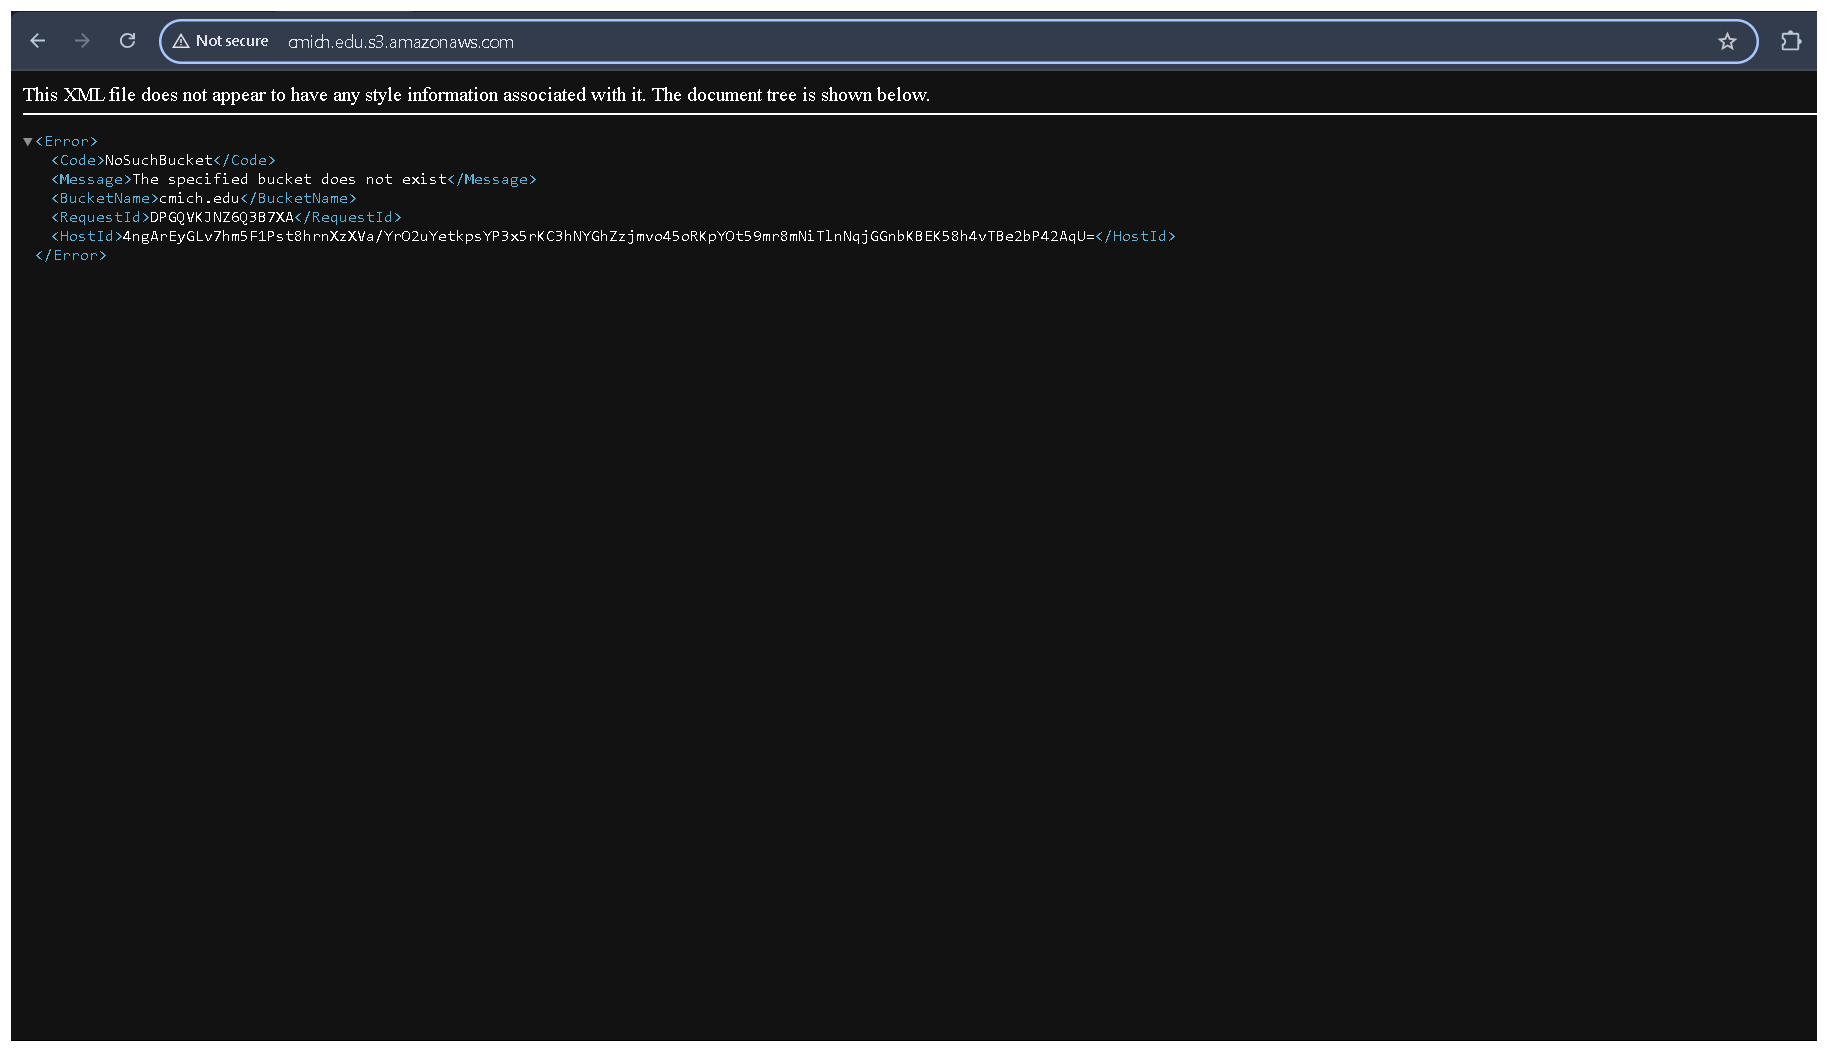 Not secure cmich.edu.s3.amazonaws.com
This XML file does not appear to have any style information associated with it. The document tree is shown below.
<Error>
<Code>NoSuchBucket</Code>
<Message>The specified bucket does not exist</Message>
<BucketName>cmich.edu</BucketName>
<RequestId>DPGQVKJNZ6Q3B7XA</RequestId>
<HostId>4ngArEyGLv7hm5F1Pst8hrnXzXVa/YrO2uYetkpsYP3x5rKC3hNYGhZzjmvo45oRKpYOt59mr8mNiTlnNqjGGnbKBEK58h4vTBe2bP42AqU=</HostId>
</Error>